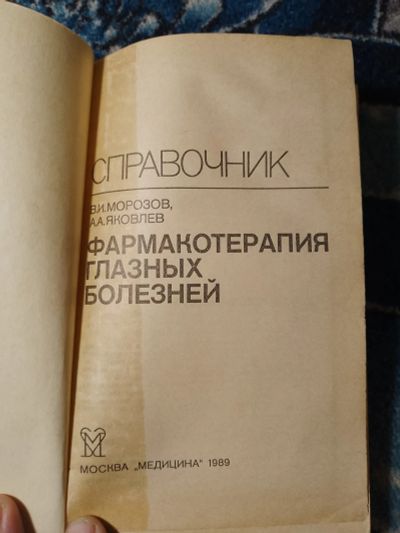 СПРАВОЧНИК
В.И.МОРОЗОВ,
А.А.ЯКОВЛЕВ
ФАРМАКОТЕРАПИЯ
ГЛАЗНЫХ
БОЛЕЗНЕЙ
МОСКВА „МЕДИЦИНА" 1989